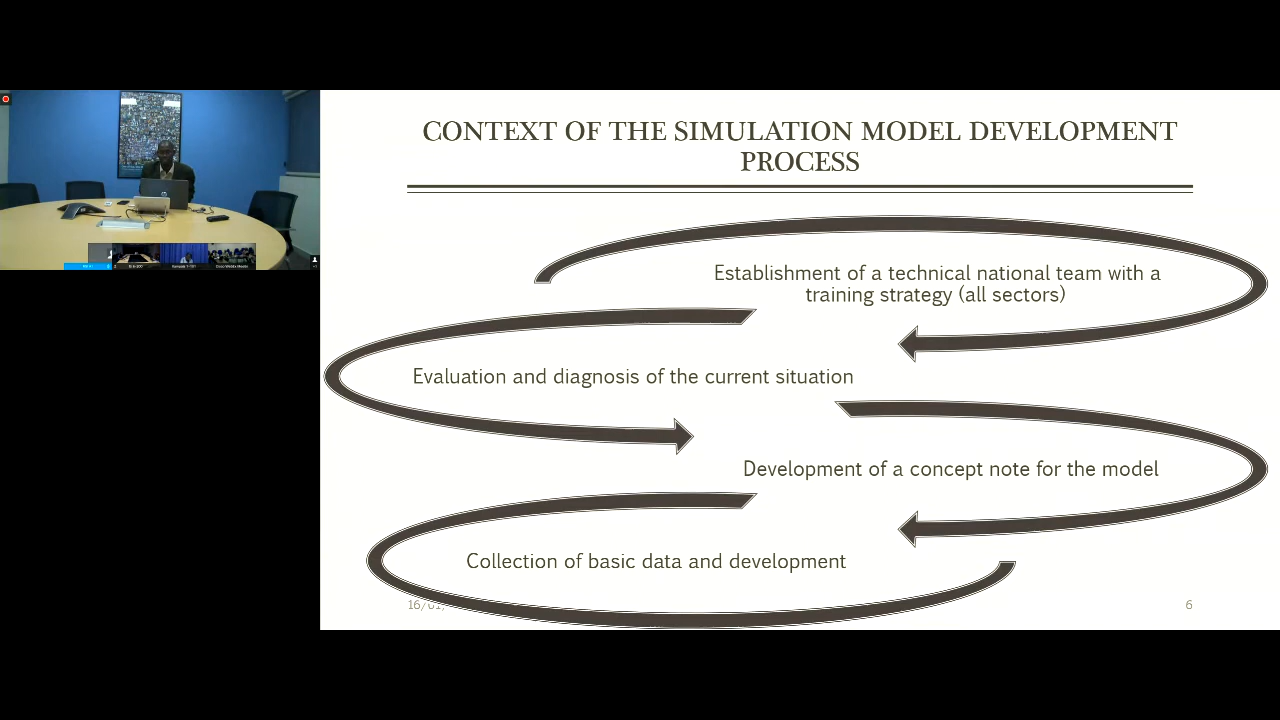 CONTEXT OF THE SIMULATION MODEL DEVELOPMENT
PROCESS
Establishment of a technical national team with a
training strategy (all sectors)
Evaluation and diagnosis of the current situation
Development of a concept note for the model
Collection of basic data and development
6